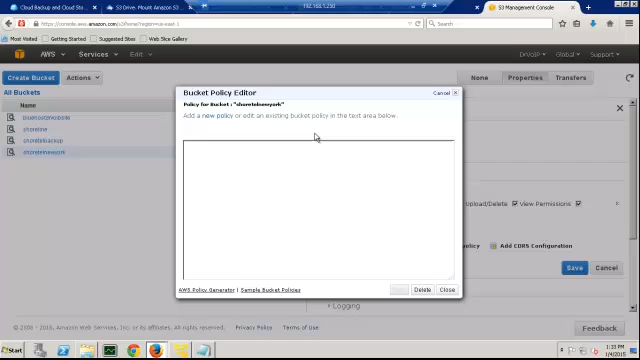 Cloud Backup and Cloud Sto...
S3 Drive: Mount Amazon S3 ...
192.168.1.250
S3 Management Console
https://console.aws.amazon.com/s3/home?region=us-east-1
Search
Most Visited
Getting Started
Suggested Sites
Web Slice Gallery
AWS
Services
Edit
DrVoIP
Global
Support
Create Bucket
Actions
None
Properties
Transfers
All Buckets
Name
shoreline
shoretelbackup
shoretelnewyork
Bucket Policy Editor
Cancel
Policy for Bucket : "shoretelnewyork"
Add a new policy or edit an existing bucket policy in the text area below.
Upload/Delete
View Permissions
AWS Policy Generator
Sample Bucket Policies
Save
Delete
Close
Add CORS Configuration
Save
Cancel
Logging
© 2008 - 2015, Amazon Web Services, Inc. or its affiliates. All rights reserved.
Privacy Policy
Terms of Use
Feedback
Start
1:33 PM
1/4/2015